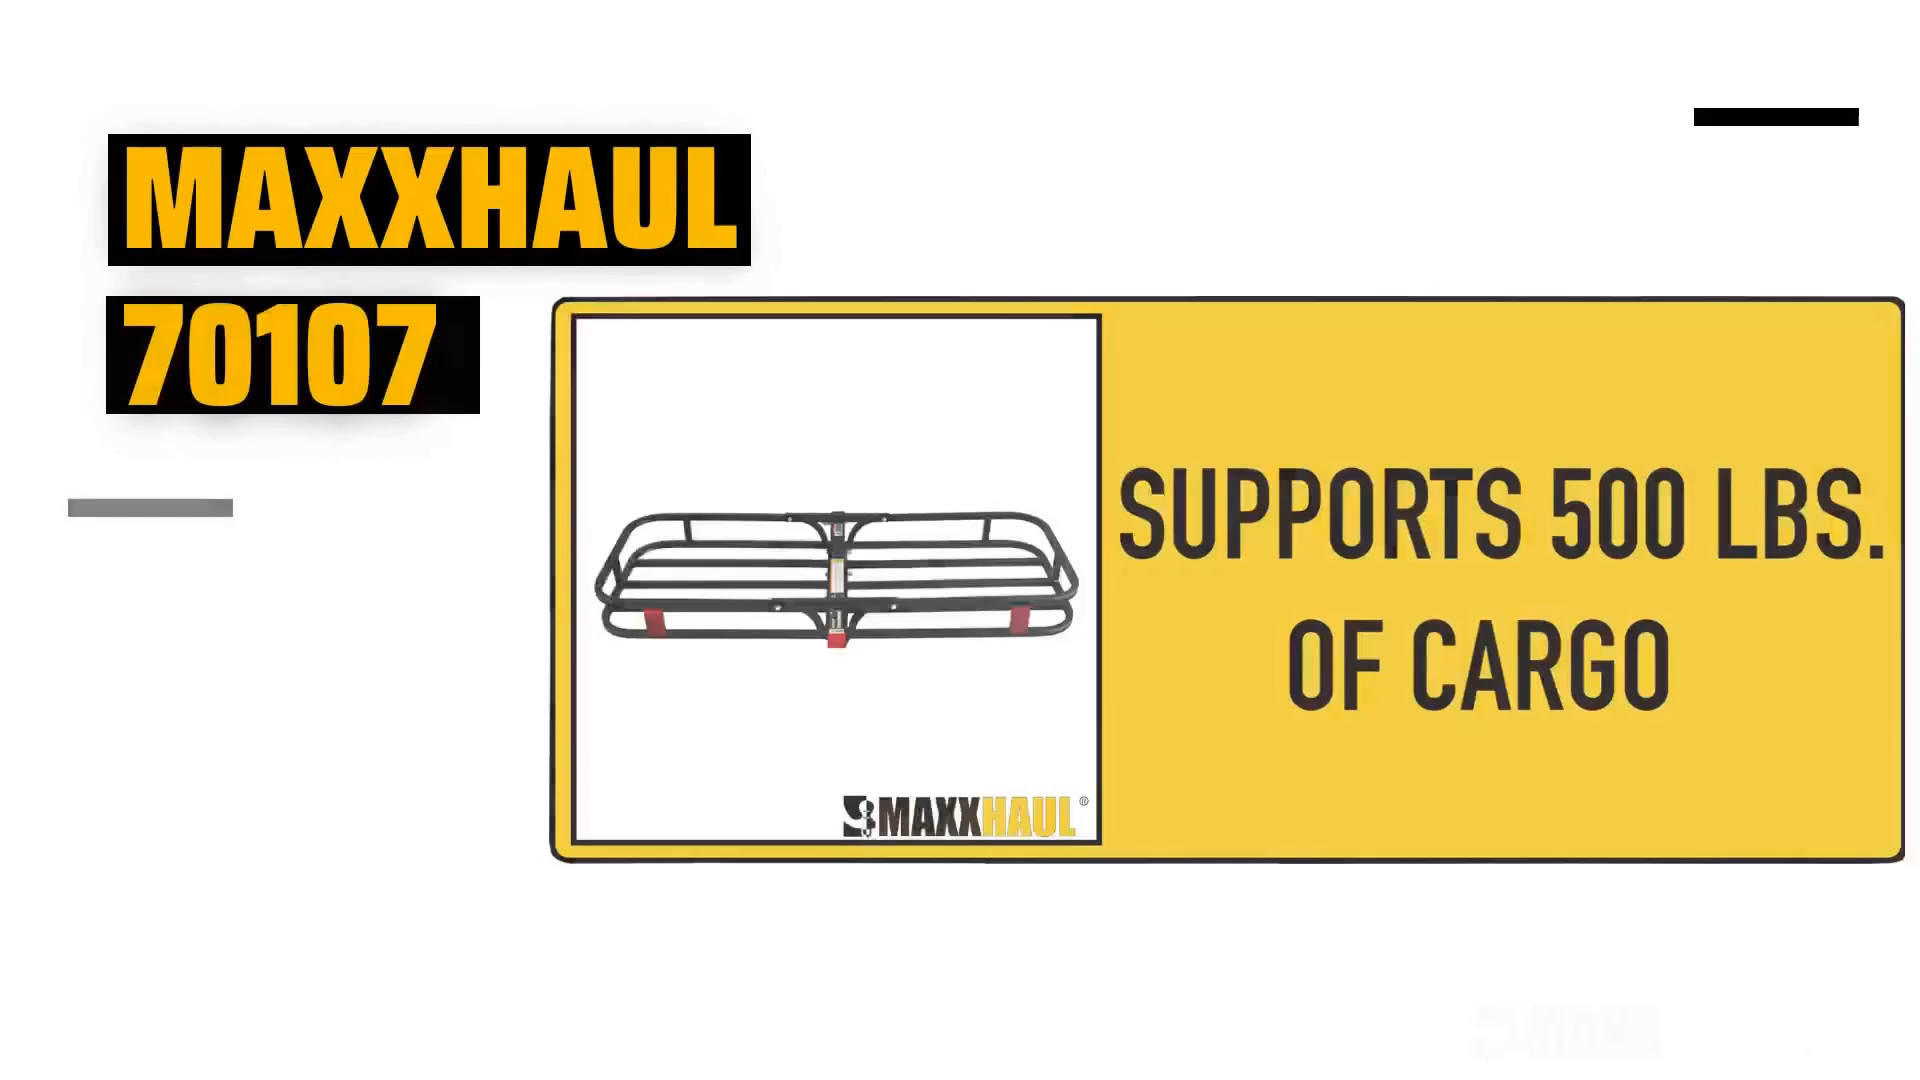 MAXXHAUL
70107
SUPPORTS 500 LBS.
OF CARGO
MAXXHAUL®